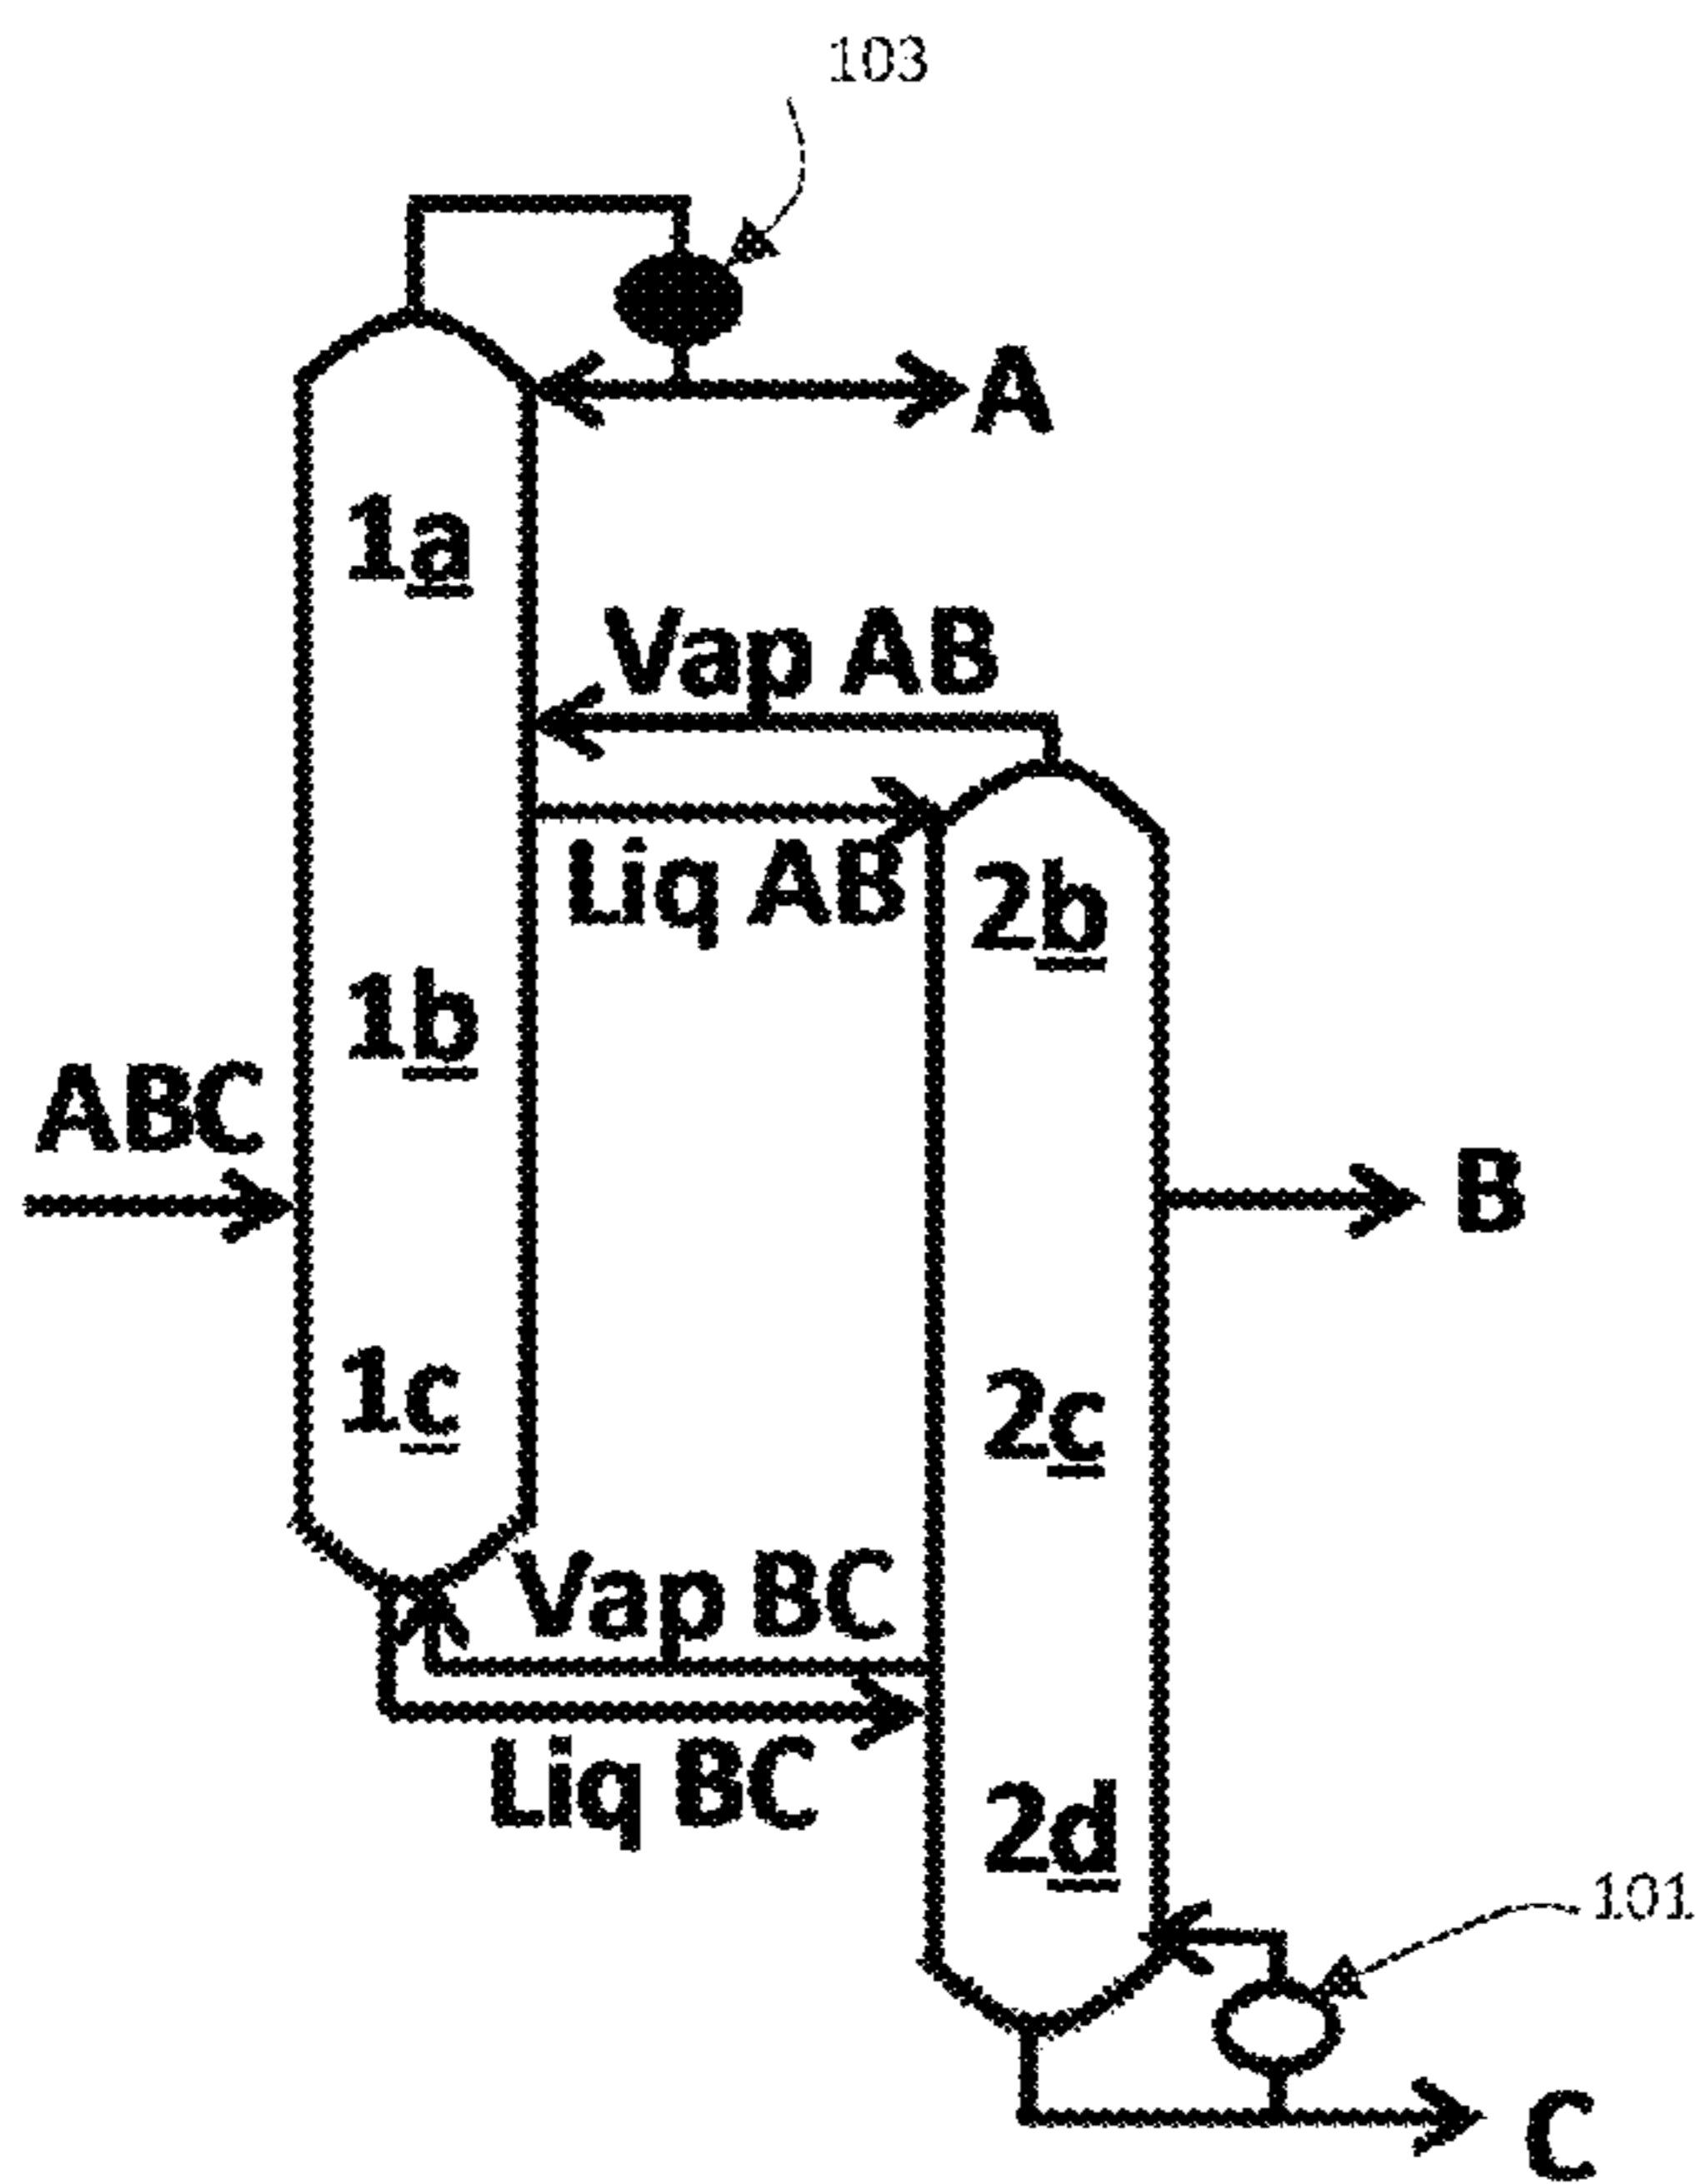 103
A
1a
Vap AB
Liq AB
2b
1b
ABC
B
1c
2c
Vap BC
Liq BC
2d
101
C